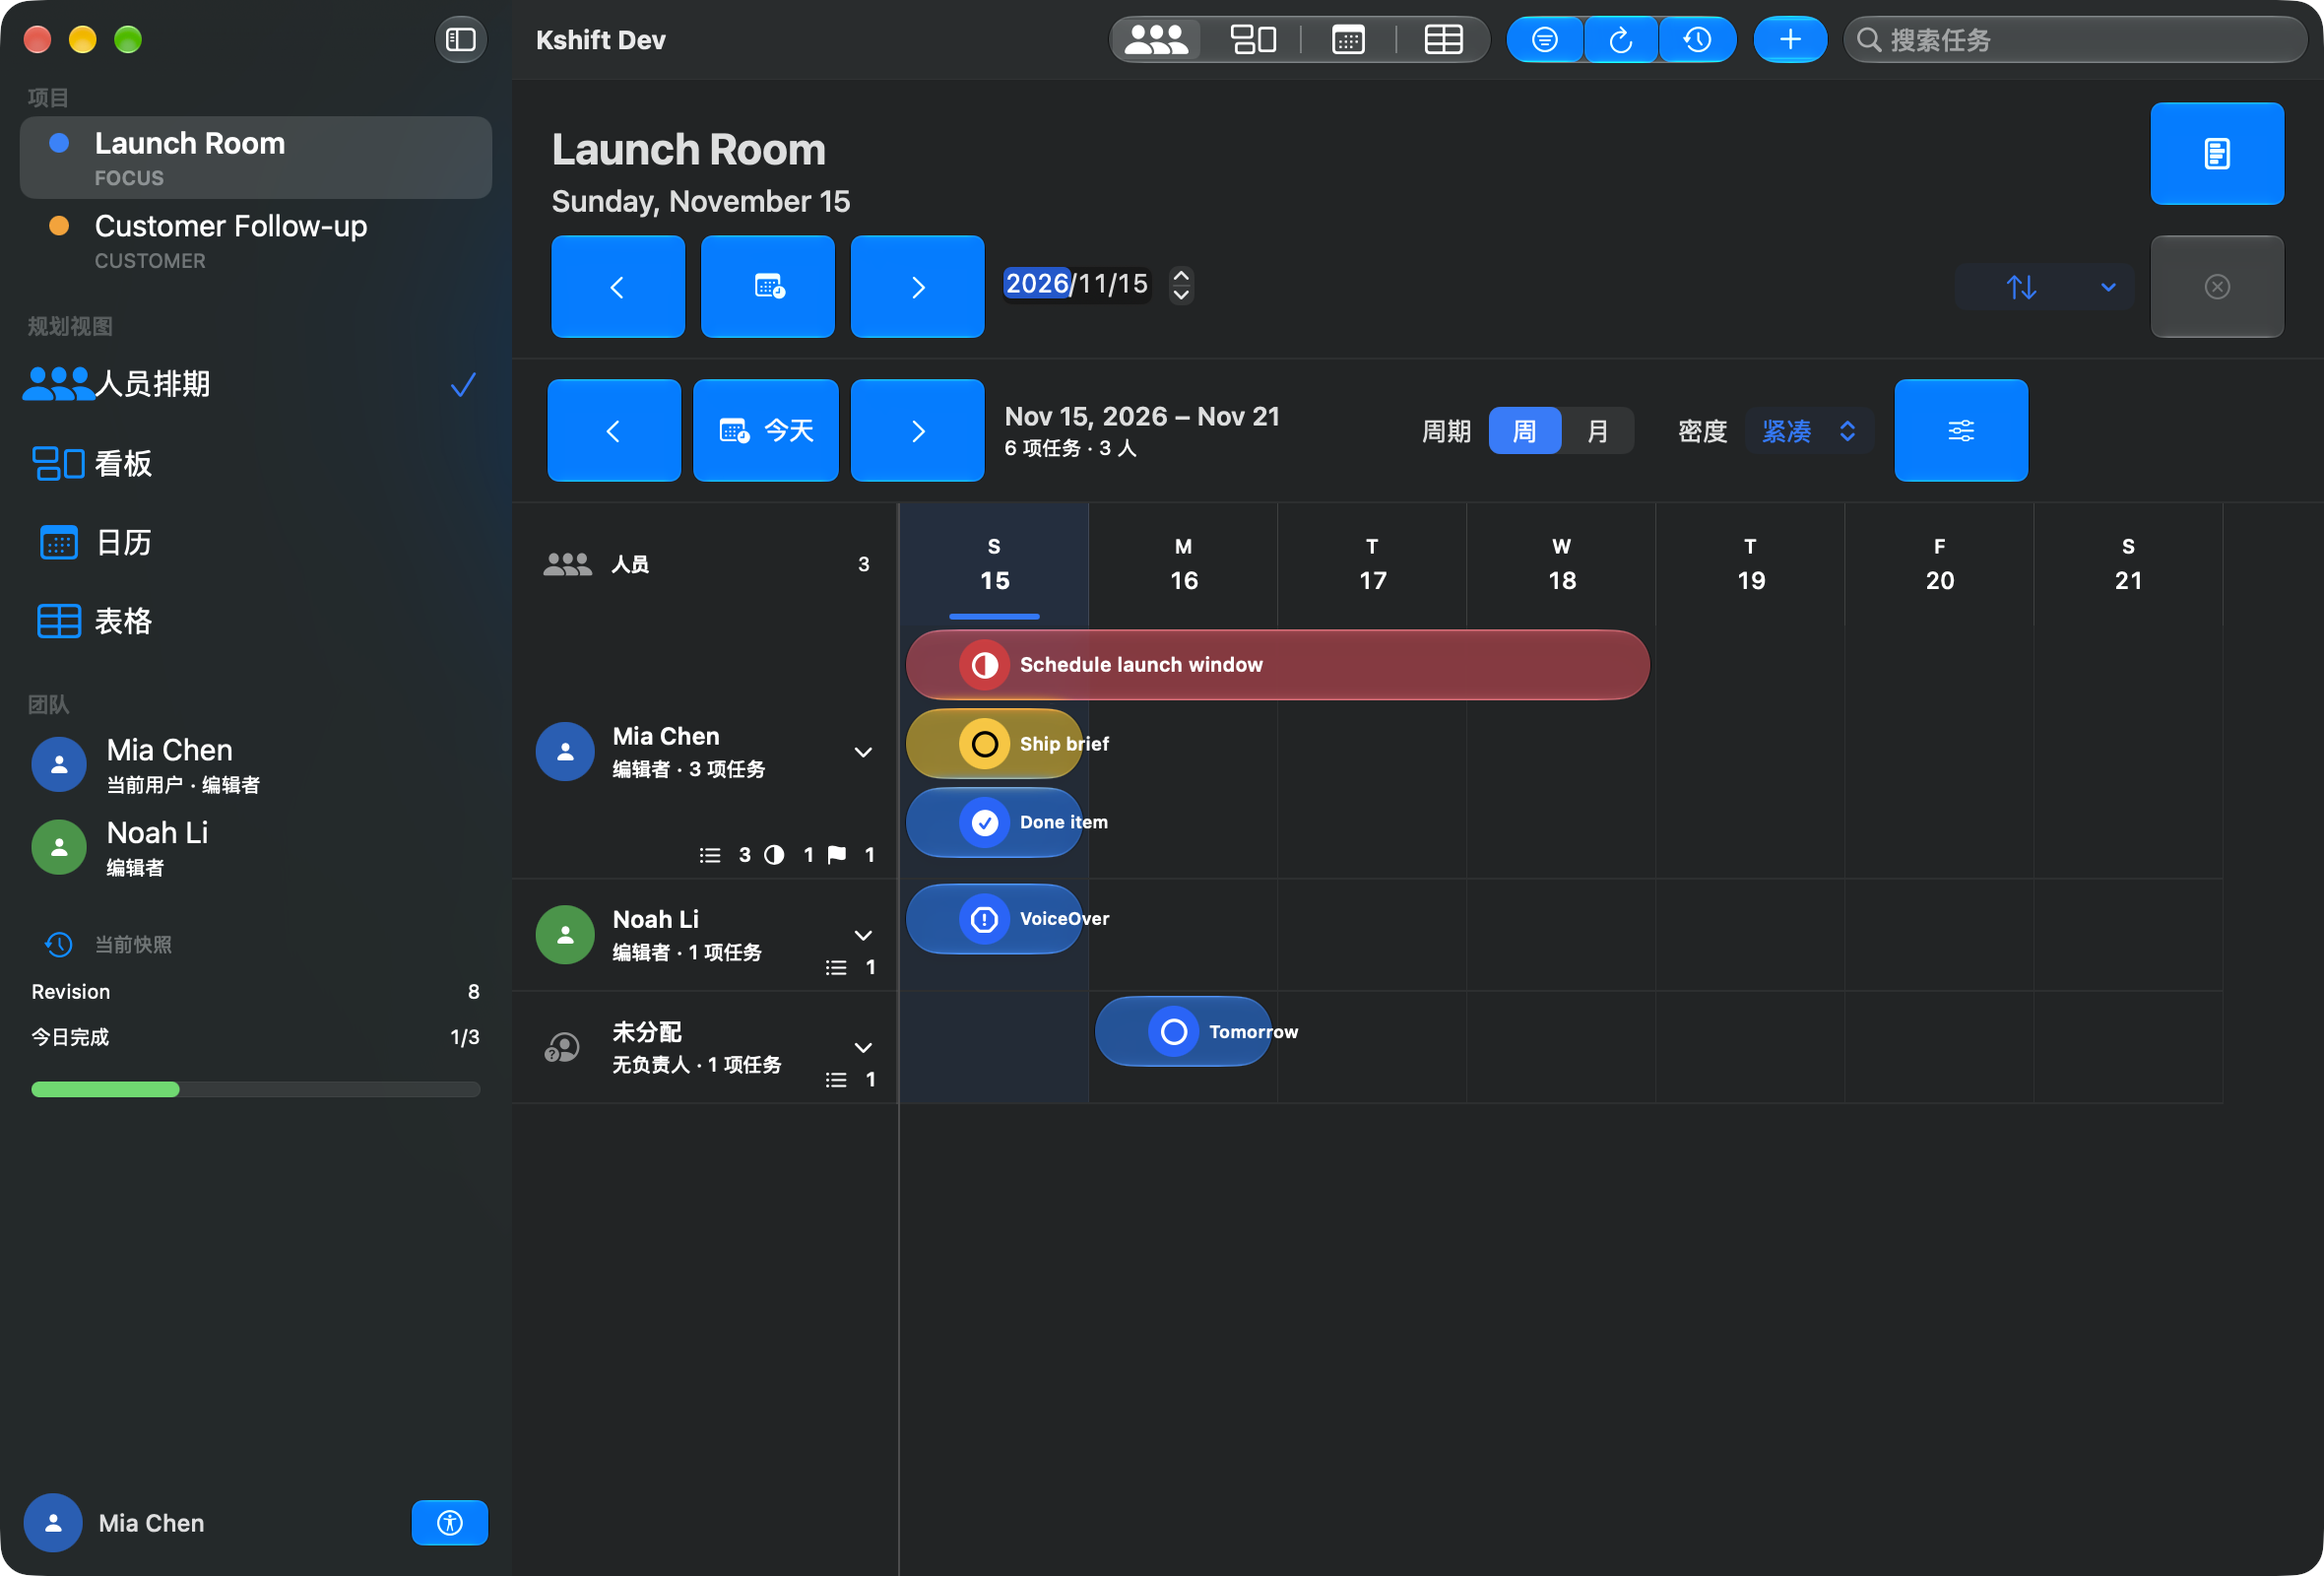 Kshift Dev
搜索任务
项目
Launch Room
FOCUS
Customer Follow-up
CUSTOMER
规划视图
人员排期
看板
日历
表格
团队
Mia Chen
当前用户 · 编辑者
Noah Li
编辑者
当前快照
Revision 8
今日完成 1/3
Mia Chen
Launch Room
Sunday, November 15
2026/11/15
今天
Nov 15, 2026 – Nov 21
6 项任务 · 3 人
周期 周 月 密度 紧凑
人员 3
S M T W T F S
15 16 17 18 19 20 21
Schedule launch window
Mia Chen
编辑者 · 3 项任务
Ship brief
Done item
3 1 1
Noah Li
编辑者 · 1 项任务
1
VoiceOver
未分配
无负责人 · 1 项任务
1
Tomorrow